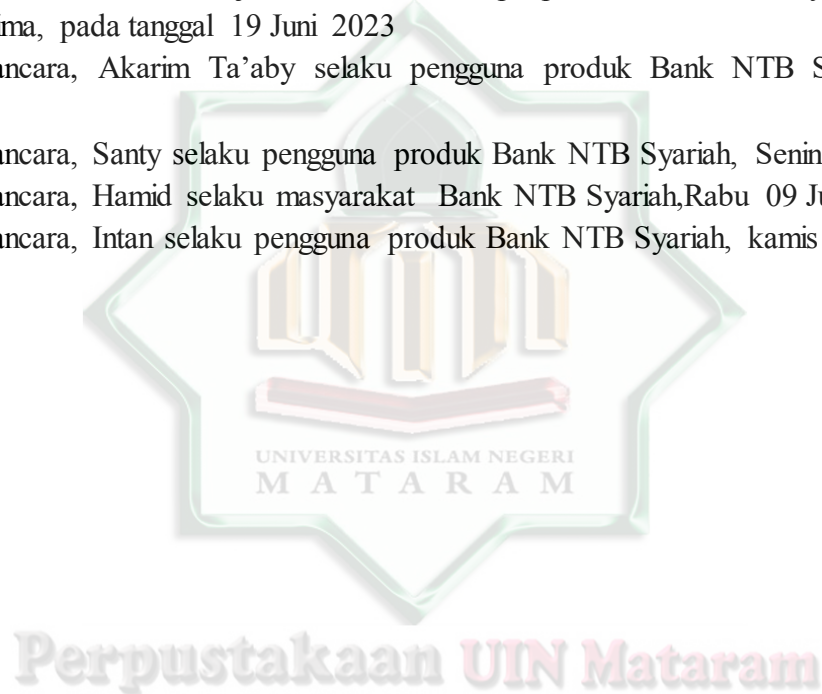 ima, pada tanggal 19 Juni 2023
ancara, Akarim Ta’aby selaku pengguna produk Bank NTB S
ancara, Santy selaku pengguna produk Bank NTB Syariah, Senin
ancara, Hamid selaku masyarakat Bank NTB Syariah,Rabu 09 Ju
ancara, Intan selaku pengguna produk Bank NTB Syariah, kamis
UNIVERSITAS ISLAM NEGERI
MATARAM
Perpustakaan UIN Mataram